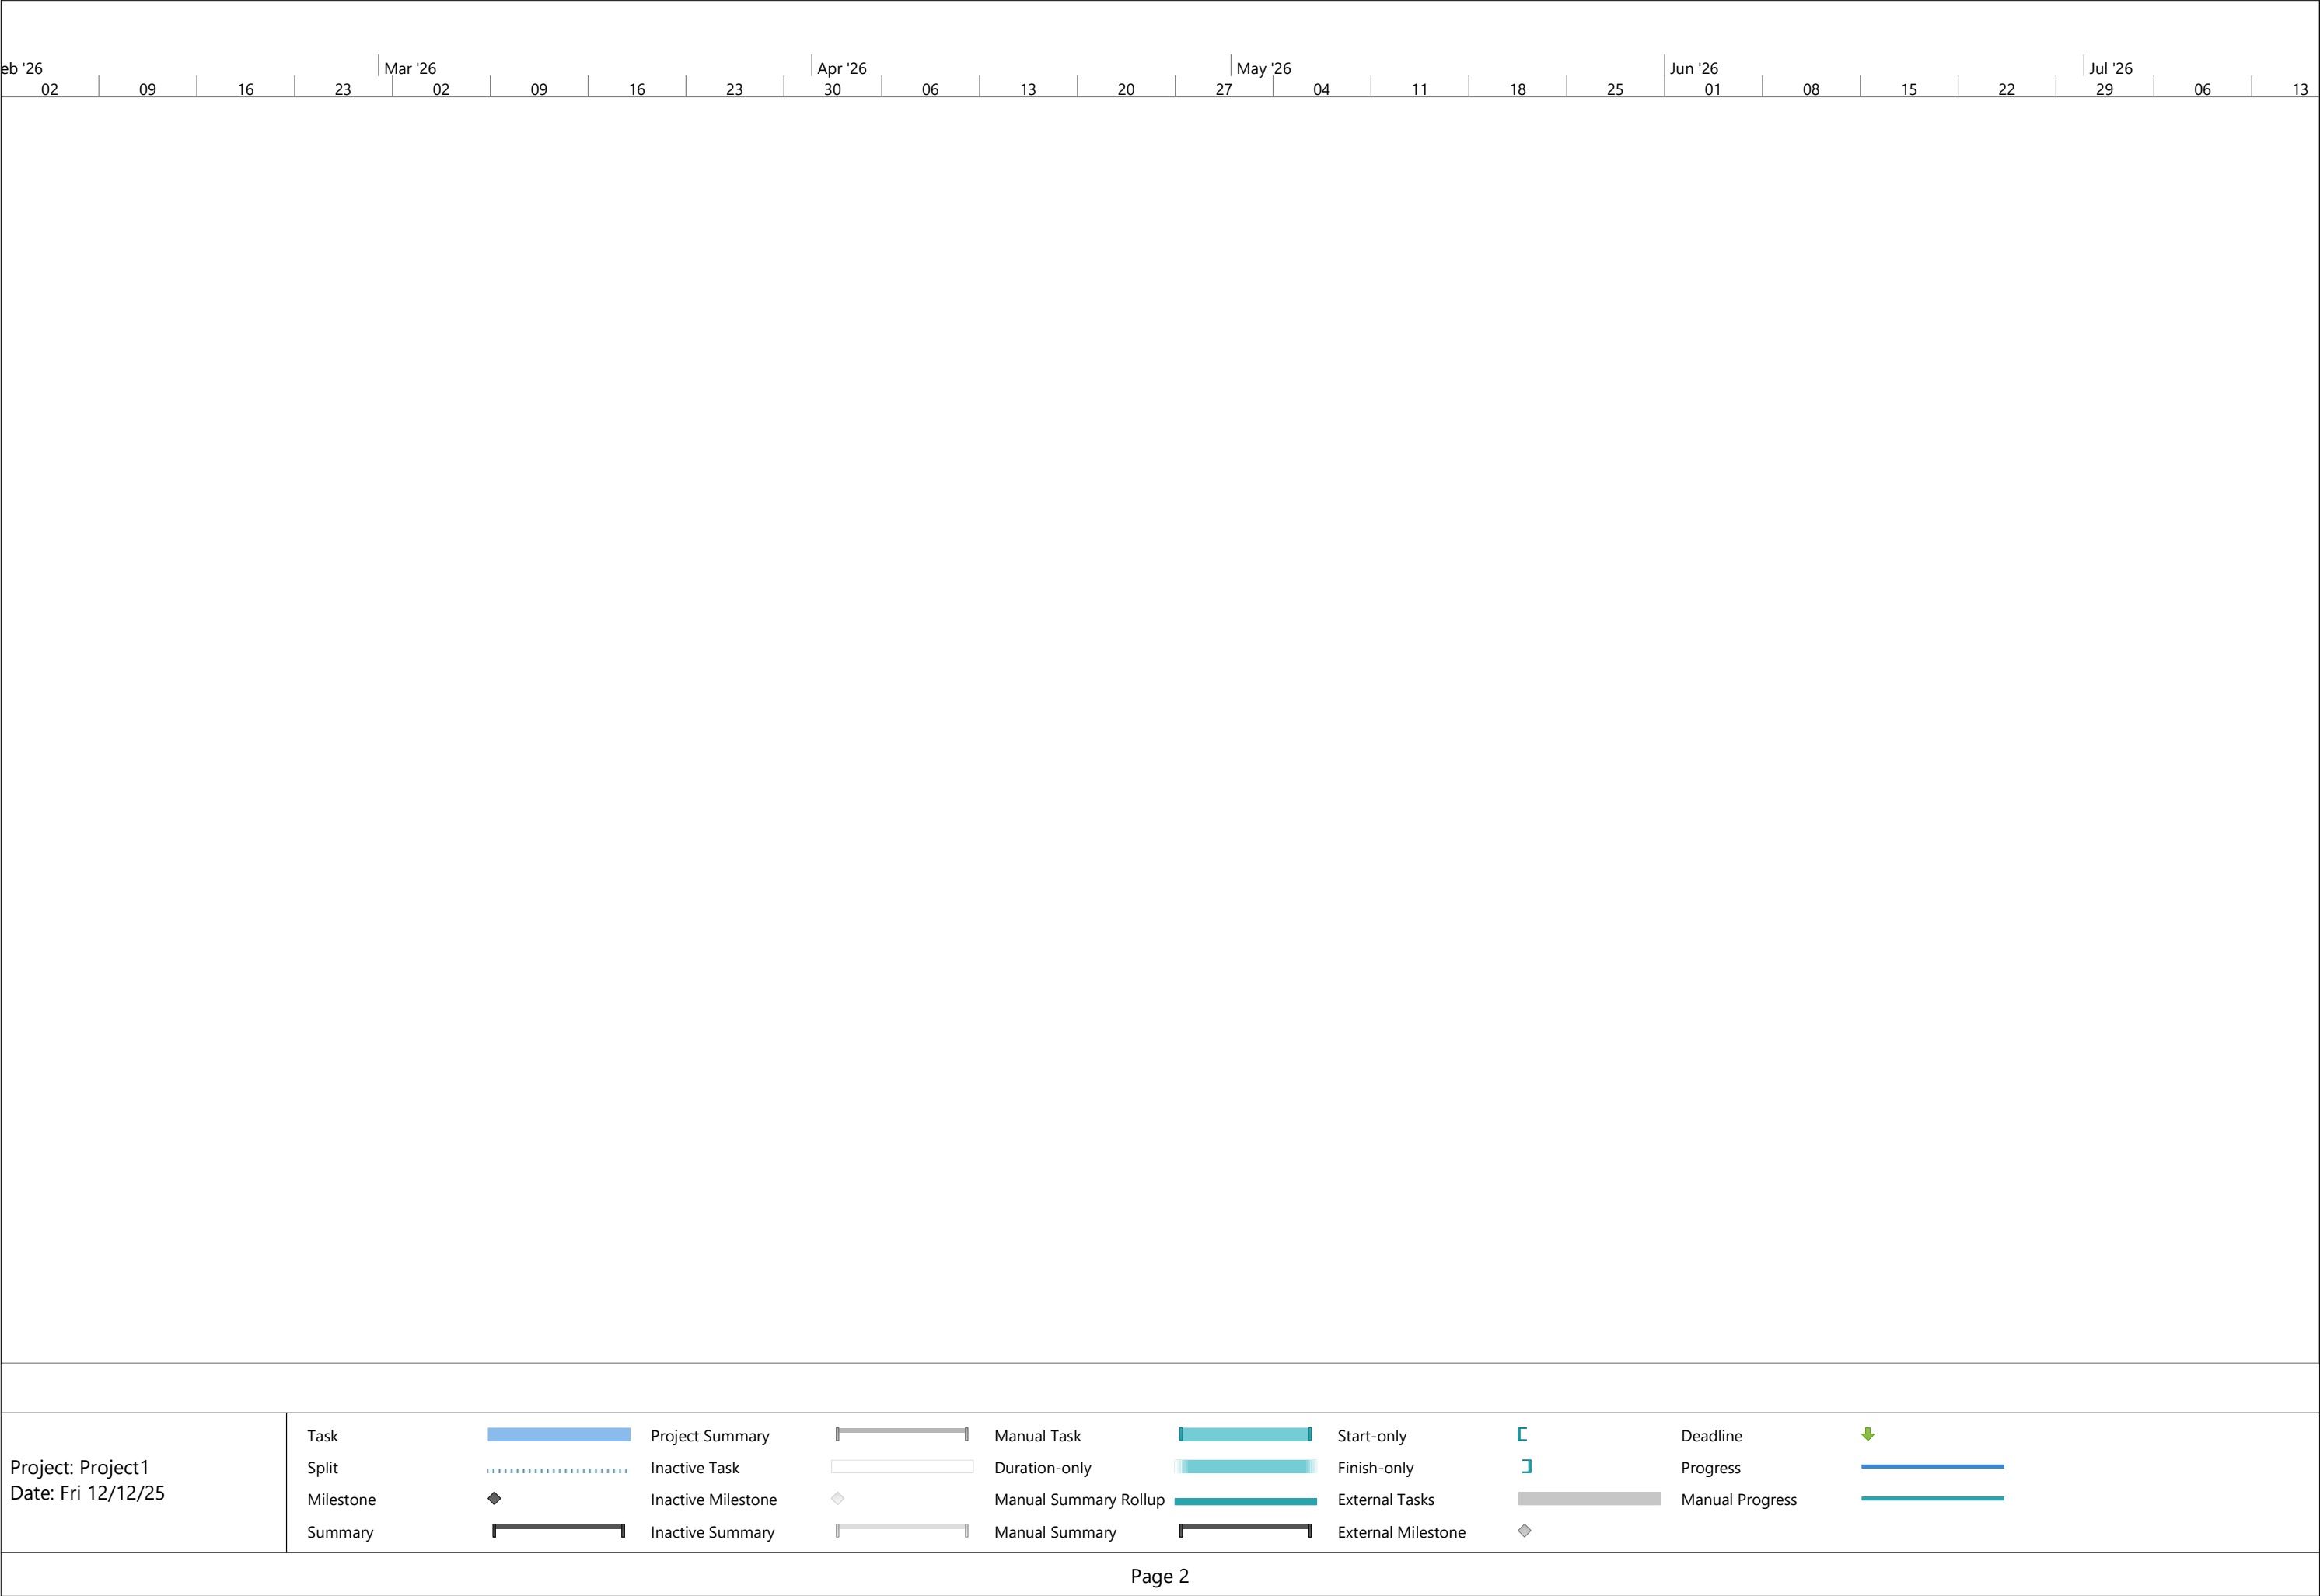 eb '26 Mar '26 Apr '26 May '26 Jun '26 Jul '26
02 09 16 23 02 09 16 23 30 06 13 20 27 04 11 18 25 01 08 15 22 29 06 13
Project: Project1
Date: Fri 12/12/25
Task Project Summary Manual Task Start-only Deadline
Split Inactive Task Duration-only Finish-only Progress
Milestone Inactive Milestone Manual Summary Rollup External Tasks Manual Progress
Summary Inactive Summary Manual Summary External Milestone
Page 2